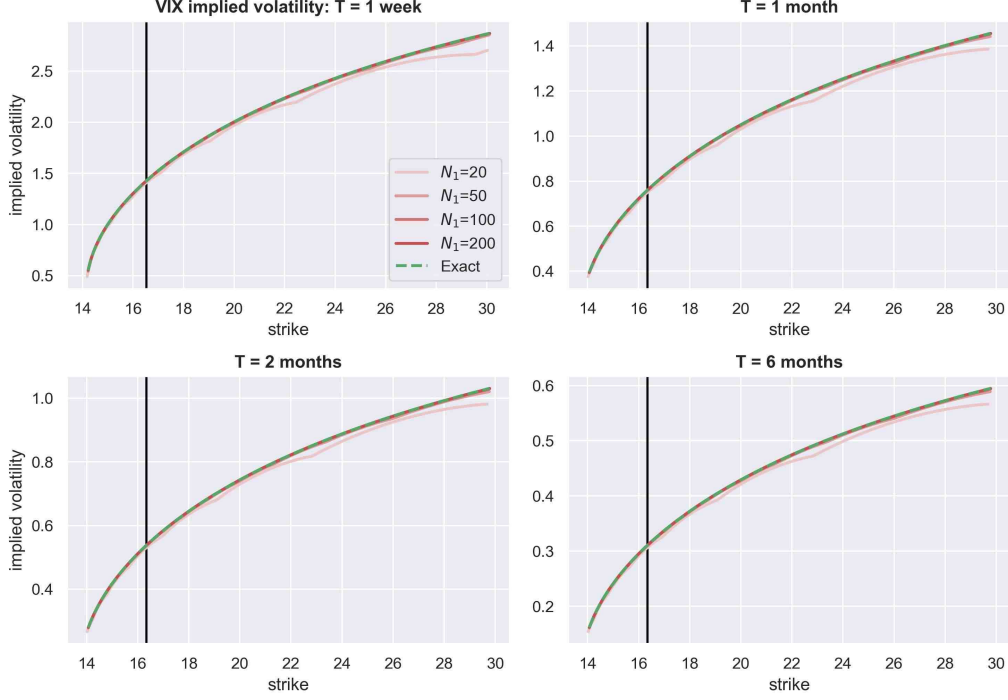 VIX implied volatility: T = 1 week
implied volatility
2.5
2.0
1.5
1.0
0.5
14 16 18 20 22 24 26 28 30
strike
N₁=20
N₁=50
N₁=100
N₁=200
Exact
T = 1 month
1.4
1.2
1.0
0.8
0.6
0.4
14 16 18 20 22 24 26 28 30
strike
T = 2 months
implied volatility
1.0
0.8
0.6
0.4
14 16 18 20 22 24 26 28 30
strike
T = 6 months
0.6
0.5
0.4
0.3
0.2
14 16 18 20 22 24 26 28 30
strike